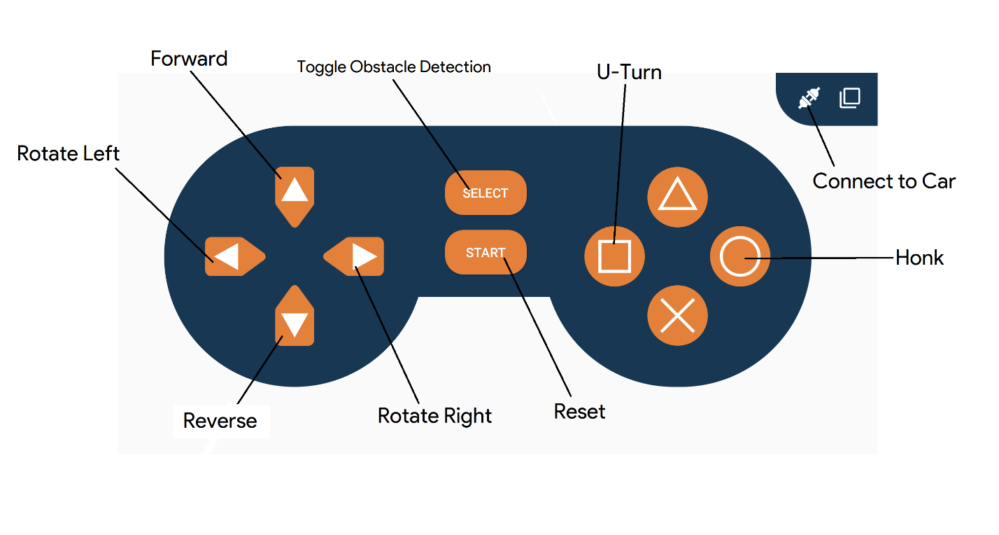 Forward
Toggle Obstacle Detection
U-Turn
Rotate Left
Connect to Car
SELECT
START
Honk
Reverse
Rotate Right
Reset